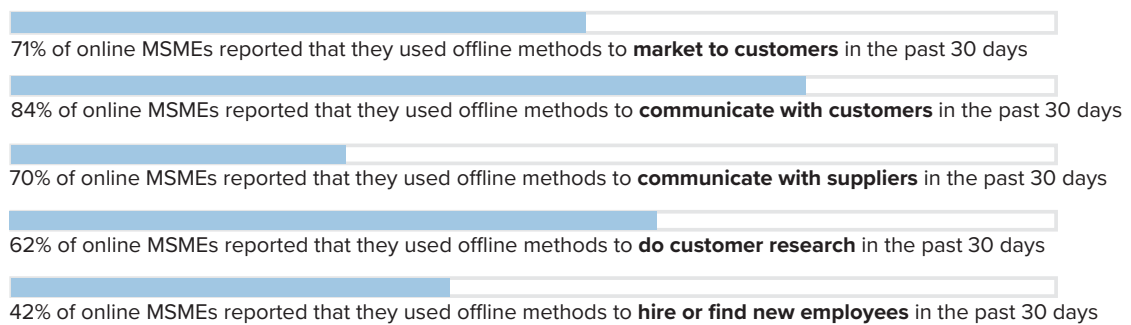 71% of online MSMEs reported that they used offline methods to market to customers in the past 30 days
84% of online MSMEs reported that they used offline methods to communicate with customers in the past 30 days
70% of online MSMEs reported that they used offline methods to communicate with suppliers in the past 30 days
62% of online MSMEs reported that they used offline methods to do customer research in the past 30 days
42% of online MSMEs reported that they used offline methods to hire or find new employees in the past 30 days